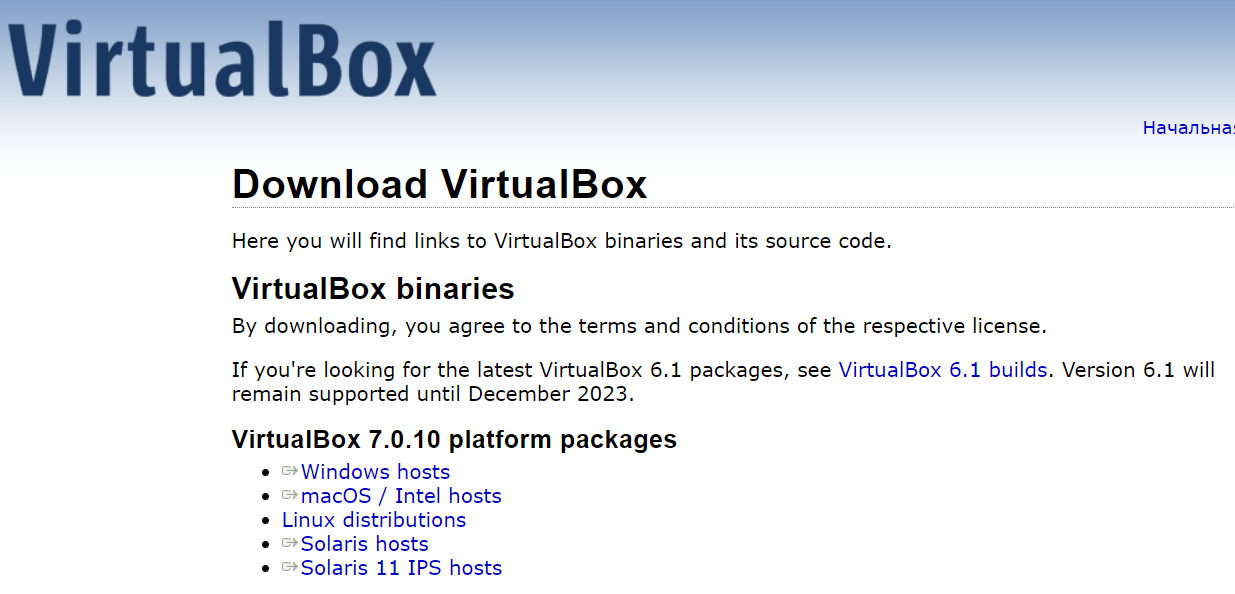 VirtualBox
Download VirtualBox
Here you will find links to VirtualBox binaries and its source code.
VirtualBox binaries
By downloading, you agree to the terms and conditions of the respective license.
If you're looking for the latest VirtualBox 6.1 packages, see VirtualBox 6.1 builds. Version 6.1 will
remain supported until December 2023.
VirtualBox 7.0.10 platform packages
Windows hosts
macOS / Intel hosts
Linux distributions
Solaris hosts
Solaris 11 IPS hosts